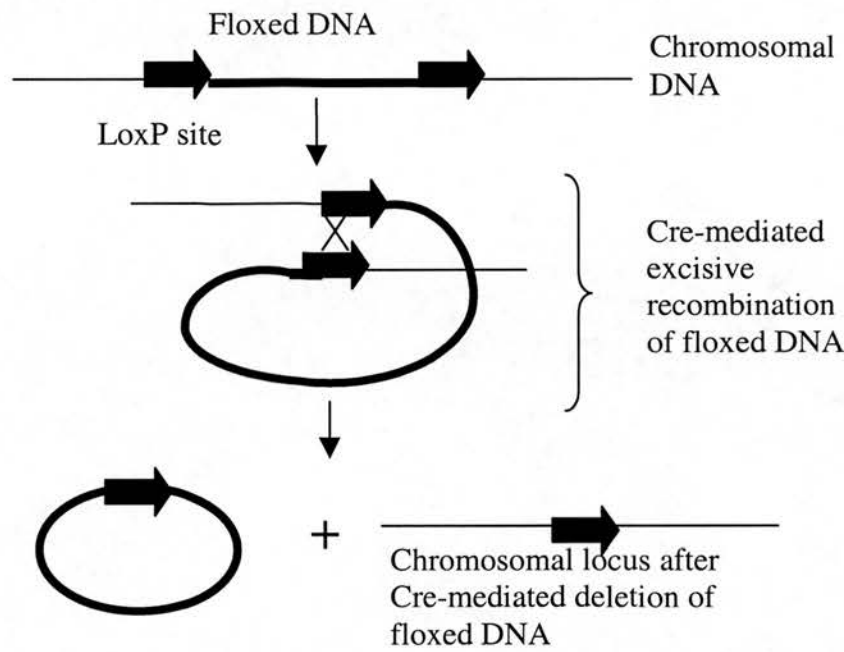 Floxed DNA
Chromosomal
DNA
LoxP site
Cre-mediated
excisive
recombination
of floxed DNA
+
Chromosomal locus after
Cre-mediated deletion of
floxed DNA